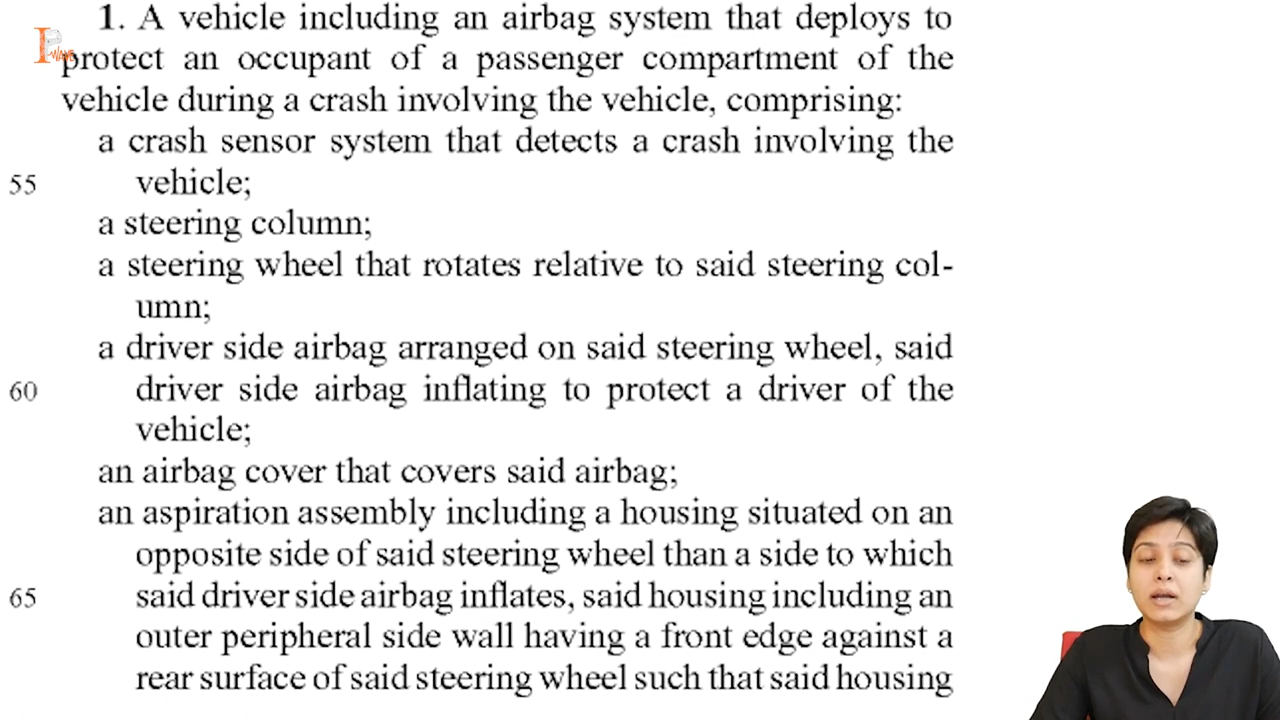 1. A vehicle including an airbag system that deploys to
IP
WAVE
protect an occupant of a passenger compartment of the
vehicle during a crash involving the vehicle, comprising:
a crash sensor system that detects a crash involving the
55 vehicle;
a steering column;
a steering wheel that rotates relative to said steering col-
umn;
a driver side airbag arranged on said steering wheel, said
60 driver side airbag inflating to protect a driver of the
vehicle;
an airbag cover that covers said airbag;
an aspiration assembly including a housing situated on an
opposite side of said steering wheel than a side to which
65 said driver side airbag inflates, said housing including an
outer peripheral side wall having a front edge against a
rear surface of said steering wheel such that said housing